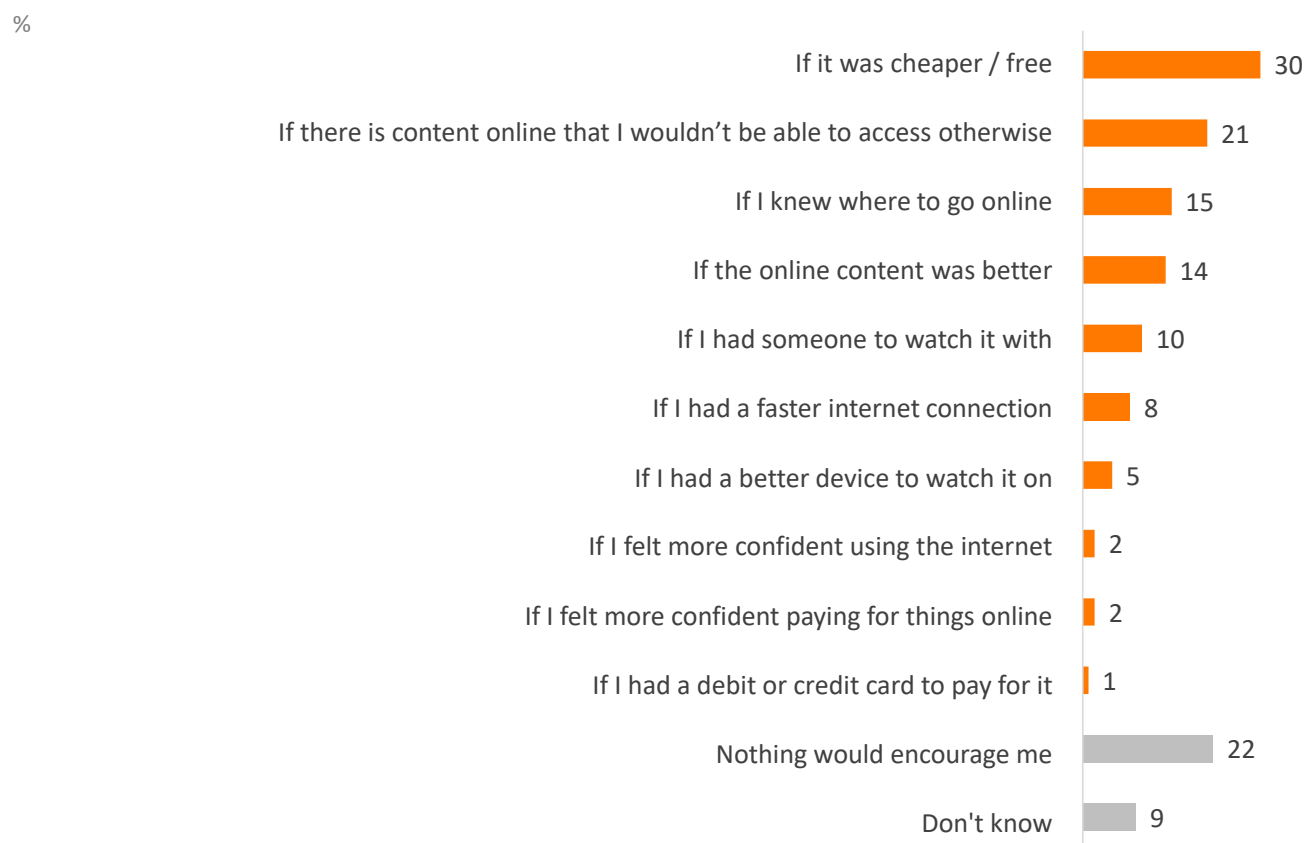 %
If it was cheaper / free 30
If there is content online that I wouldn’t be able to access otherwise 21
If I knew where to go online 15
If the online content was better 14
If I had someone to watch it with 10
If I had a faster internet connection 8
If I had a better device to watch it on 5
If I felt more confident using the internet 2
If I felt more confident paying for things online 2
If I had a debit or credit card to pay for it 1
Nothing would encourage me 22
Don't know 9